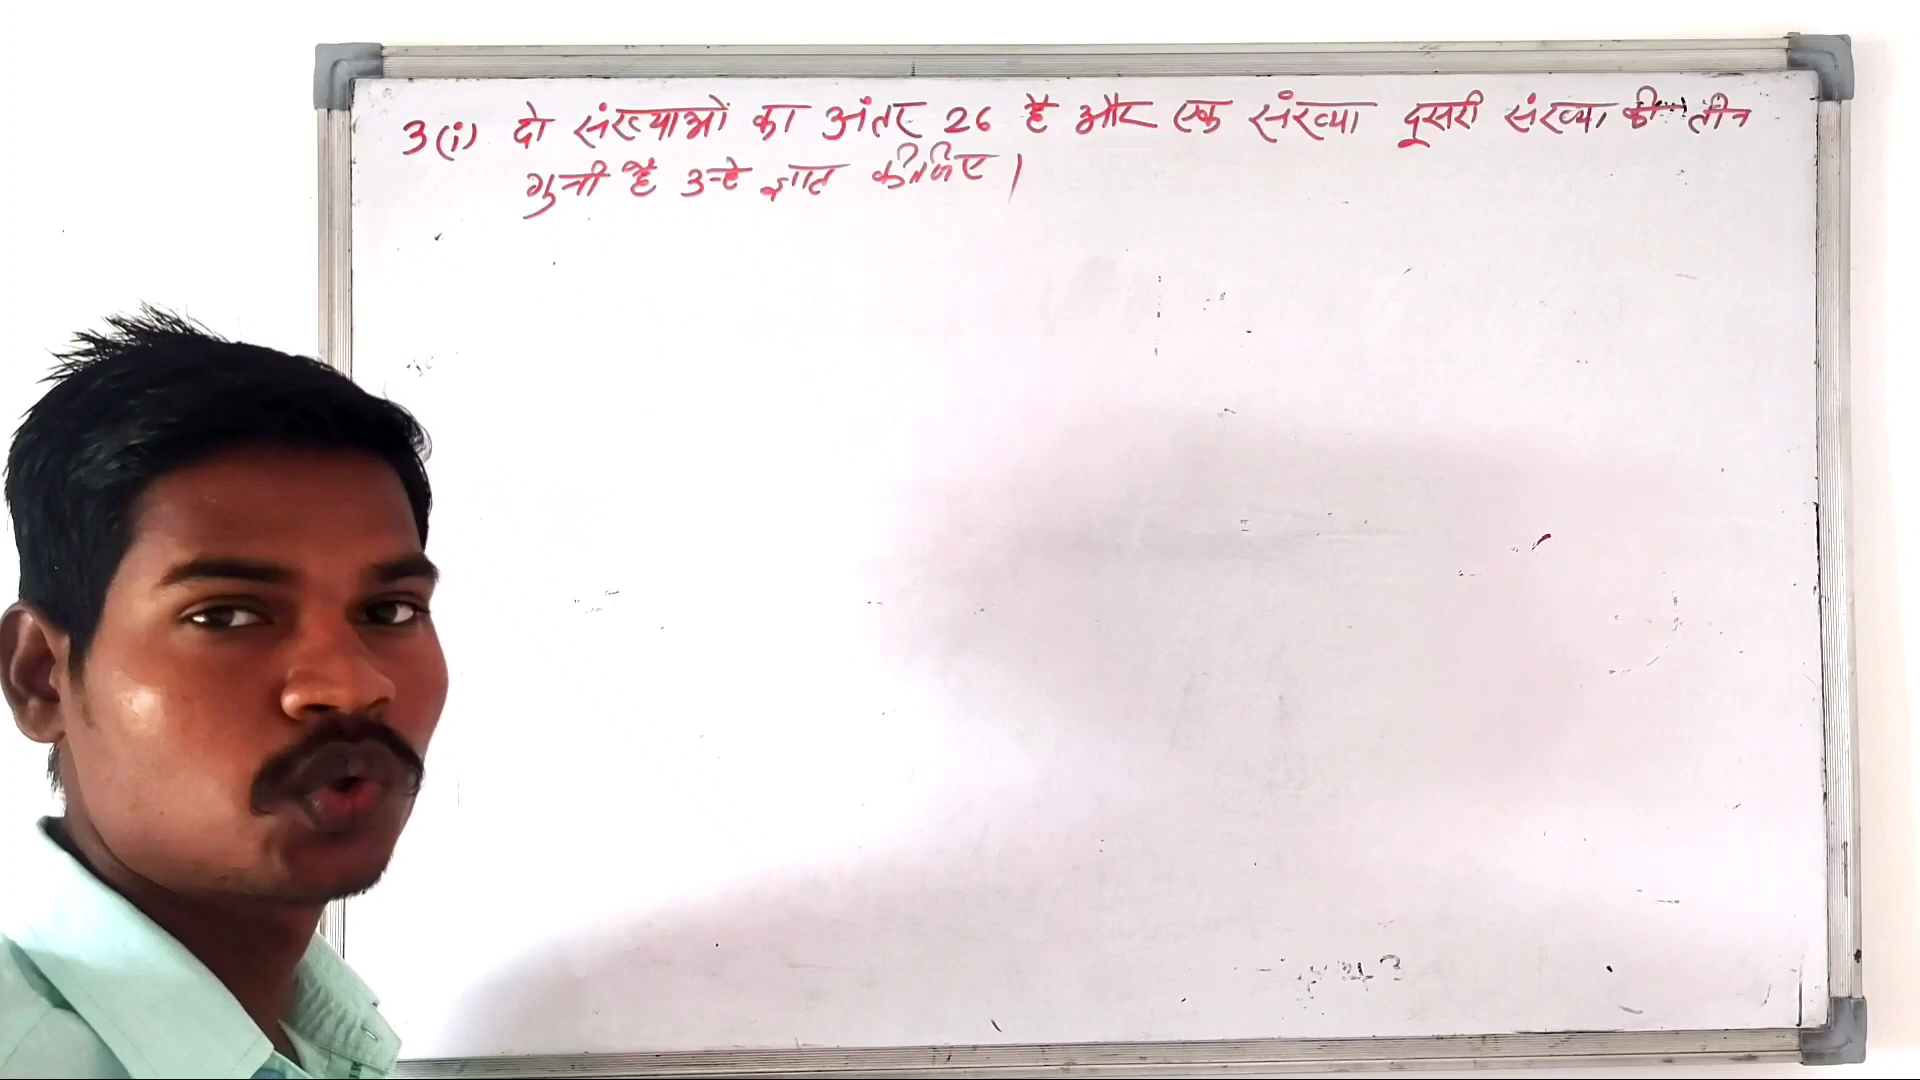 3(i) दो संख्याओं का अंतर 26 है और एक संख्या दूसरी संख्या की तीन
गुनी है उन्हे ज्ञात कीजिए।